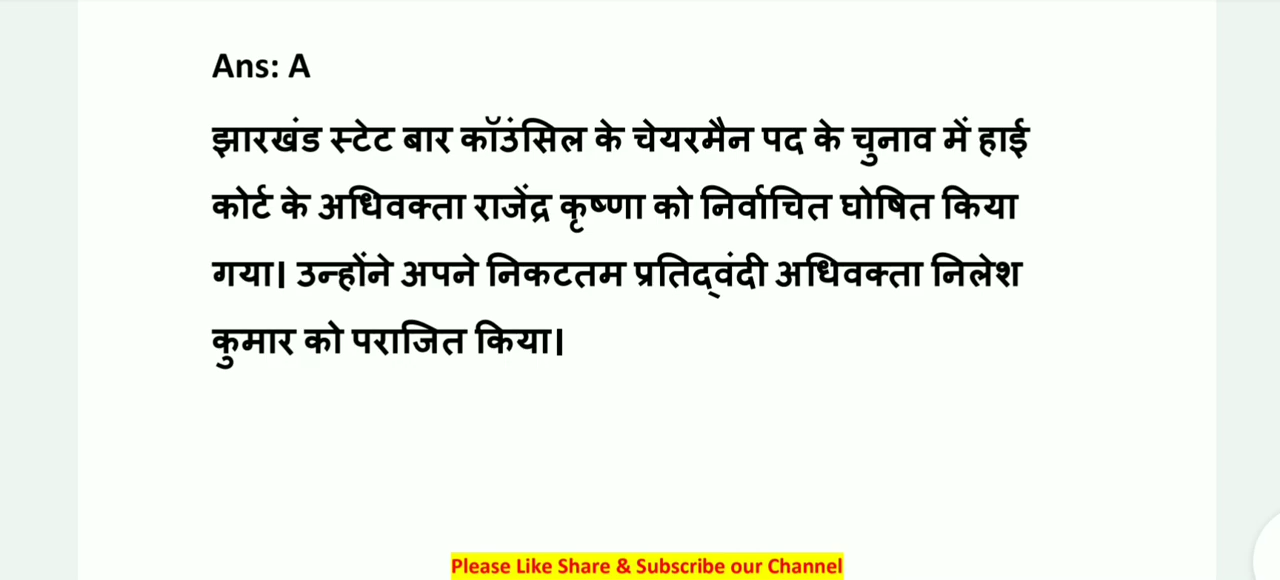 Ans: A
झारखंड स्टेट बार कॉउंसिल के चेयरमैन पद के चुनाव में हाई
कोर्ट के अधिवक्ता राजेंद्र कृष्णा को निर्वाचित घोषित किया
गया। उन्होंने अपने निकटतम प्रतिद्वंदी अधिवक्ता निलेश
कुमार को पराजित किया।
Please Like Share & Subscribe our Channel